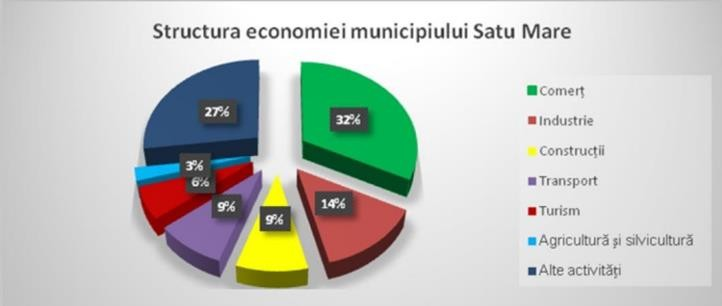 Structura economiei municipiului Satu Mare
27%
32%
3%
6%
9%
9%
14%
Comerț
Industrie
Construcții
Transport
Turism
Agricultură și silvicultură
Alte activități